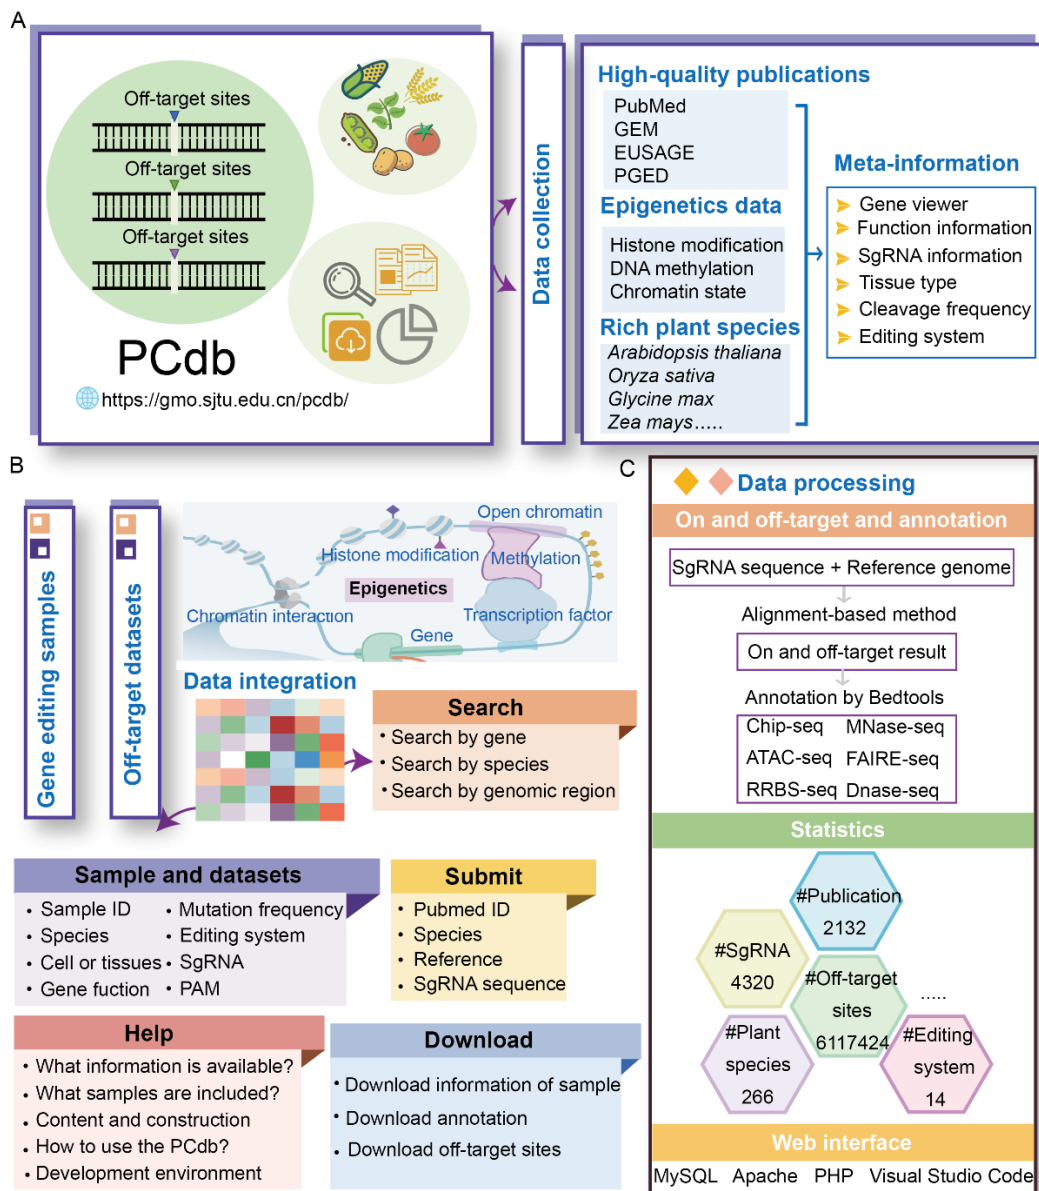 A
Off-target sites
Off-target sites
Off-target sites
PCdb
https://gmo.sjtu.edu.cn/pcdb/
Data collection
High-quality publications
PubMed
GEM
EUSAGE
PGED
Epigenetics data
Histone modification
DNA methylation
Chromatin state
Rich plant species
Arabidopsis thaliana
Oryza sativa
Glycine max
Zea mays.....
Meta-information
Gene viewer
Function information
SgRNA information
Tissue type
Cleavage frequency
Editing system
B
Gene editing samples
Off-target datasets
Open chromatin
Histone modification
Methylation
Epigenetics
Chromatin interaction
Transcription factor
Gene
Data integration
Search
• Search by gene
• Search by species
• Search by genomic region
Sample and datasets
• Sample ID
• Species
• Cell or tissues
• Gene fuction
• Mutation frequency
• Editing system
• SgRNA
• PAM
Submit
• Pubmed ID
• Species
• Reference
• SgRNA sequence
Help
• What information is available?
• What samples are included?
• Content and construction
• How to use the PCdb?
• Development environment
Download
• Download information of sample
• Download annotation
• Download off-target sites
C
Data processing
On and off-target and annotation
SgRNA sequence + Reference genome
Alignment-based method
On and off-target result
Annotation by Bedtools
Chip-seq MNase-seq
ATAC-seq FAIRE-seq
RRBS-seq Dnase-seq
Statistics
#Publication
2132
#SgRNA
4320
#Off-target
sites
6117424
.....
#Plant
species
266
#Editing
system
14
Web interface
MySQL Apache PHP Visual Studio Code